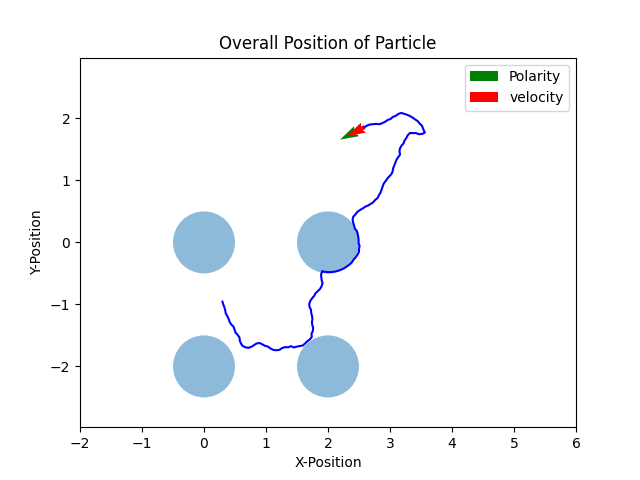 Overall Position of Particle
Polarity
velocity
2
1
0
−1
−2
Y-Position
−2 −1 0 1 2 3 4 5 6
X-Position